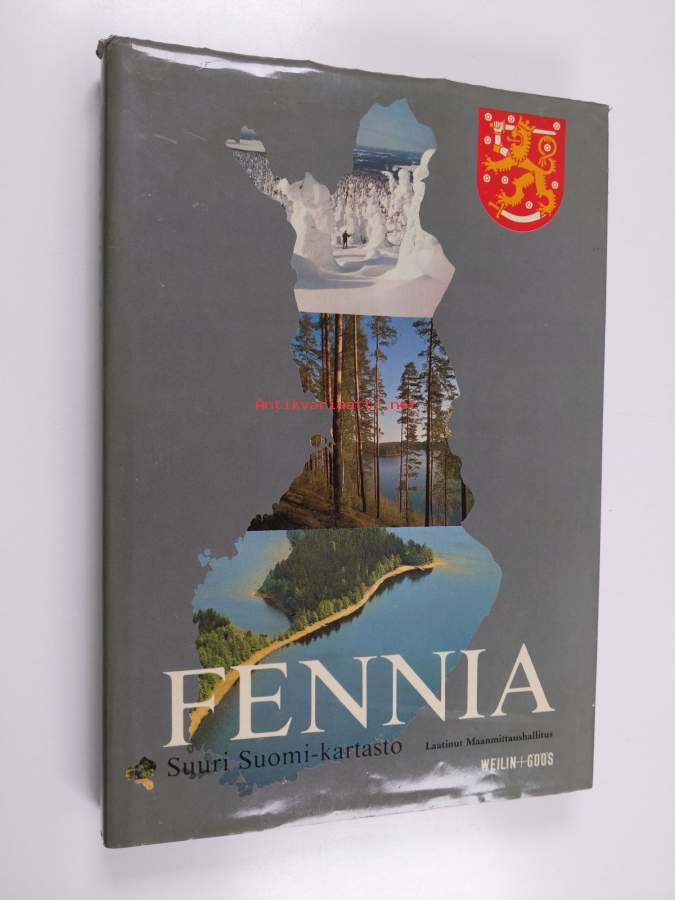 Antikvariaatti.net
FENNIA
Suuri Suomi-kartasto
Laatinut Maanmittaushallitus
WEILIN+GÖÖS